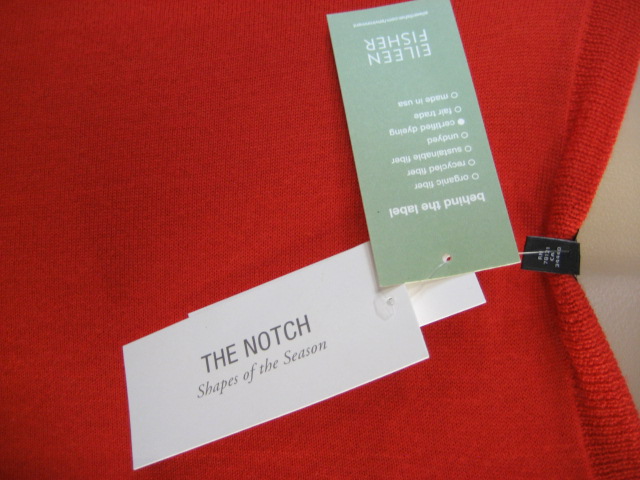 THE NOTCH
Shapes of the Season
behind the label
○ organic fiber
○ recycled fiber
○ sustainable fiber
○ undyed
● certified dyeing
○ fair trade
○ made in usa
EILEEN
FISHER